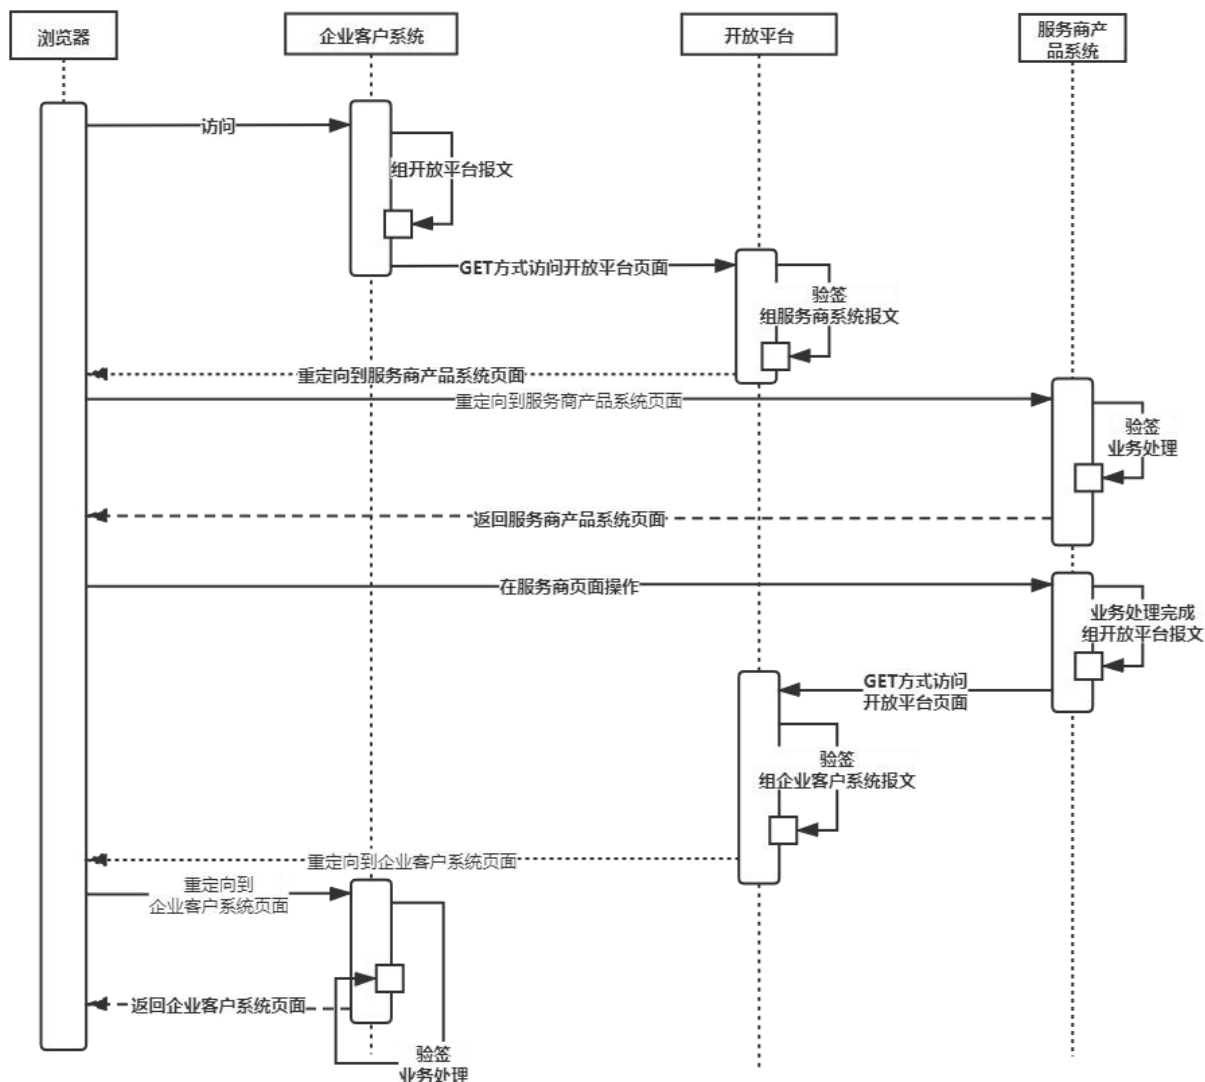 浏览器
企业客户系统
开放平台
服务商产
品系统
访问
组开放平台报文
GET方式访问开放平台页面
验签
组服务商系统报文
重定向到服务商产品系统页面
重定向到服务商产品系统页面
验签
业务处理
返回服务商产品系统页面
在服务商页面操作
业务处理完成
组开放平台报文
GET方式访问
开放平台页面
验签
组企业客户系统报文
重定向到企业客户系统页面
重定向到
企业客户系统页面
返回企业客户系统页面
验签
业务处理